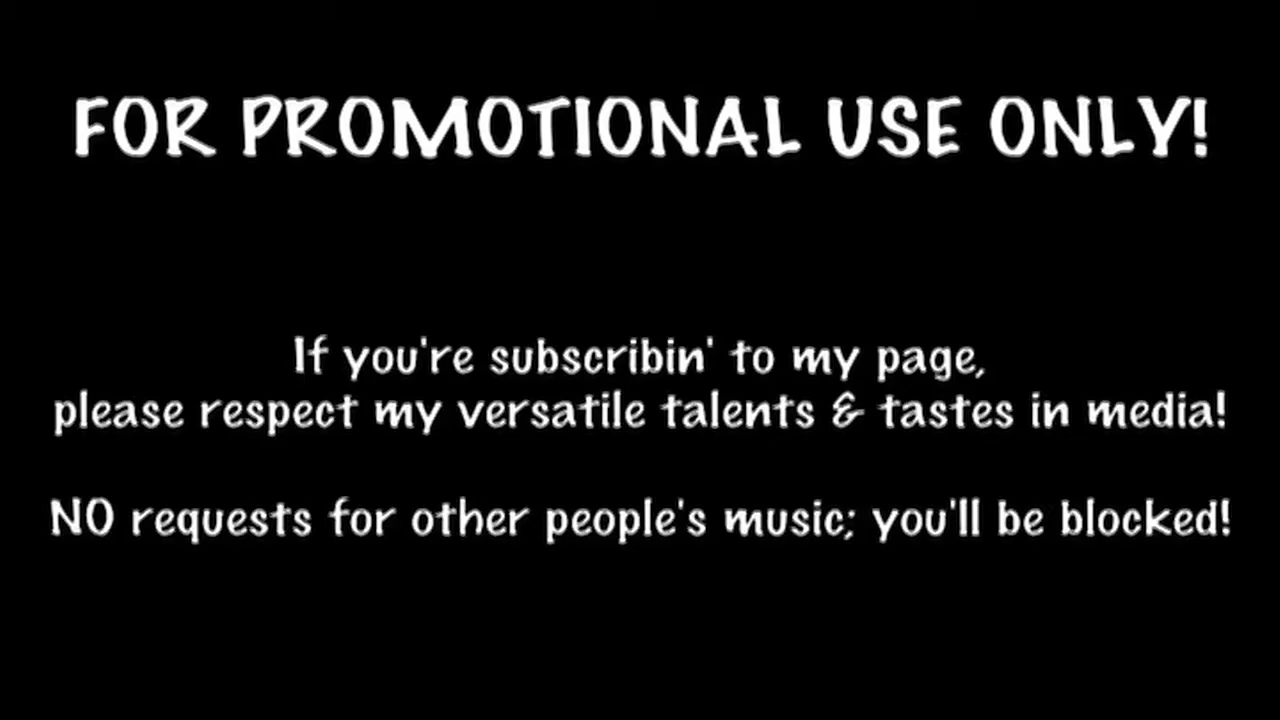 FOR PROMOTIONAL USE ONLY!
If you're subscribin' to my page,
please respect my versatile talents & tastes in media!
NO requests for other people's music; you'll be blocked!